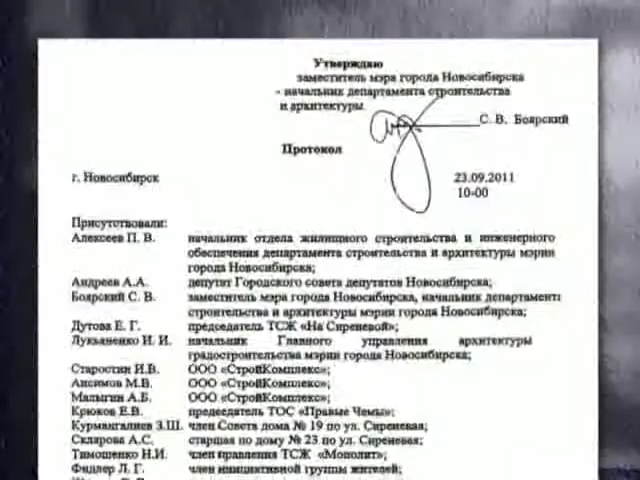 Утверждаю
заместитель мэра города Новосибирска
- начальник департамента строительства
и архитектуры
С. В. Боярский
Протокол
г. Новосибирск 23.09.2011
10-00
Присутствовали:
Алексеев П. В. начальник отдела жилищного строительства и инженерного
обеспечения департамента строительства и архитектуры мэрии
города Новосибирска;
Андреев А.А. депутат Городского совета депутатов Новосибирска;
Боярский С. В. заместитель мэра города Новосибирска, начальник департамент
строительства и архитектуры мэрии города Новосибирска;
Дутова Е. Г. председатель ТСЖ «На Сиреневой»;
Лукьяненко И. И. начальник Главного управления архитектуры
градостроительства мэрии города Новосибирска;
Старостин И.В. ООО «СтройКомплекс»;
Ансимов М.В. ООО «СтройКомплекс»;
Малыгин А.Б. ООО «СтройКомплекс»;
Крюков Е.В. председатель ТОС «Правые Чемы»;
Курмангалиев З.Ш. член Совета дома № 19 по ул. Сиреневая;
Склярова А.С. старшая по дому № 23 по ул. Сиреневая;
Тимошенко Н.И. член правления ТСЖ «Монолит»;
Фидлер Л. Г. член инициативной группы жителей;